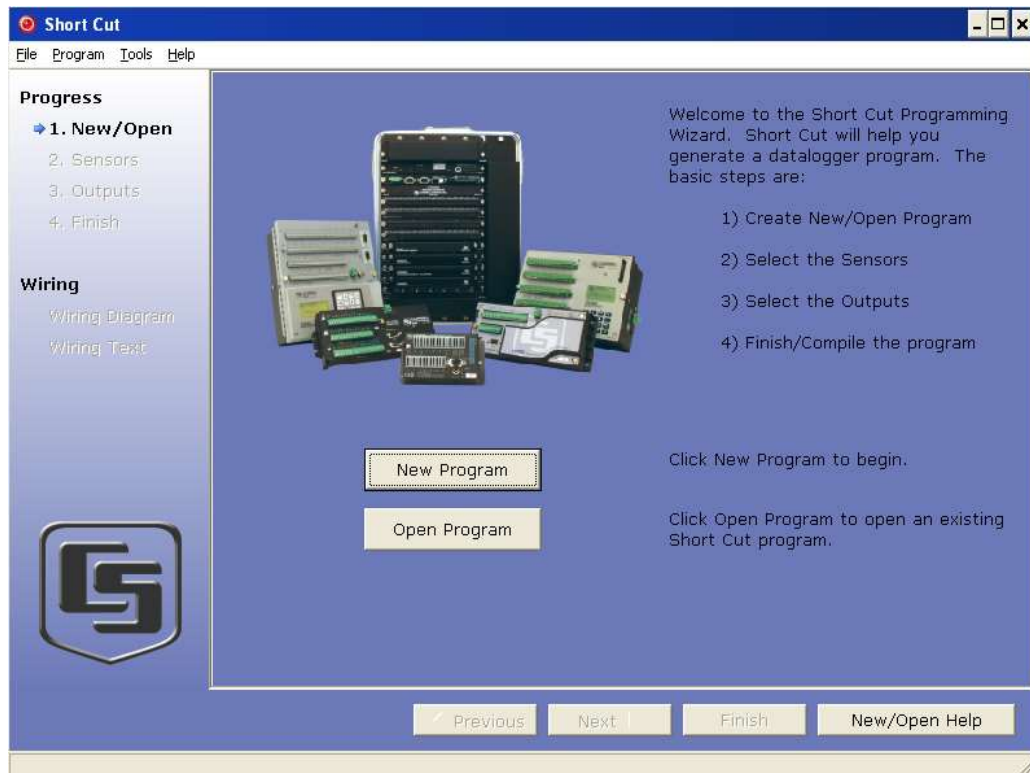 Short Cut
File Program Tools Help
Progress
1. New/Open
2. Sensors
3. Outputs
4. Finish
Wiring
Wiring Diagram
Wiring Text
Welcome to the Short Cut Programming
Wizard. Short Cut will help you
generate a datalogger program. The
basic steps are:
1) Create New/Open Program
2) Select the Sensors
3) Select the Outputs
4) Finish/Compile the program
New Program
Click New Program to begin.
Open Program
Click Open Program to open an existing
Short Cut program.
Previous
Next
Finish
New/Open Help